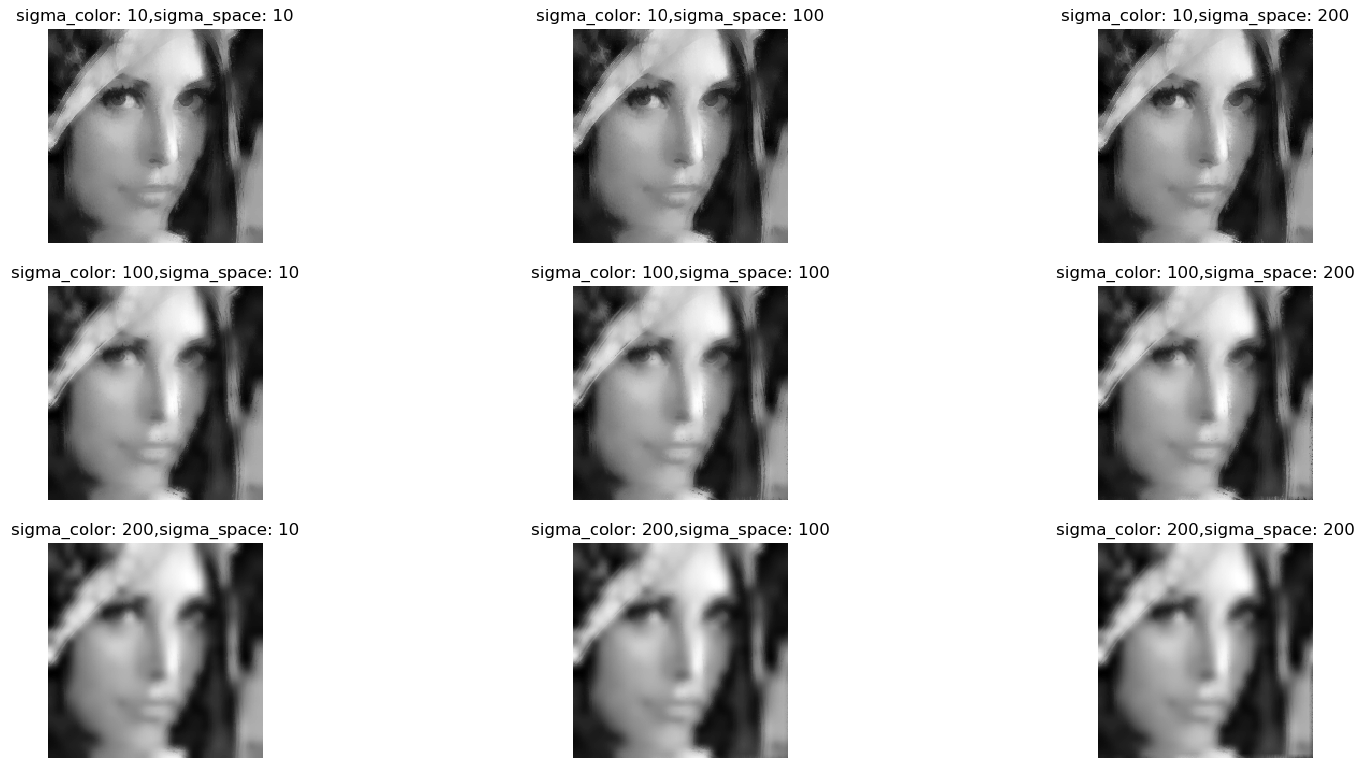 sigma_color: 10,sigma_space: 10
sigma_color: 10,sigma_space: 100
sigma_color: 10,sigma_space: 200
sigma_color: 100,sigma_space: 10
sigma_color: 100,sigma_space: 100
sigma_color: 100,sigma_space: 200
sigma_color: 200,sigma_space: 10
sigma_color: 200,sigma_space: 100
sigma_color: 200,sigma_space: 200